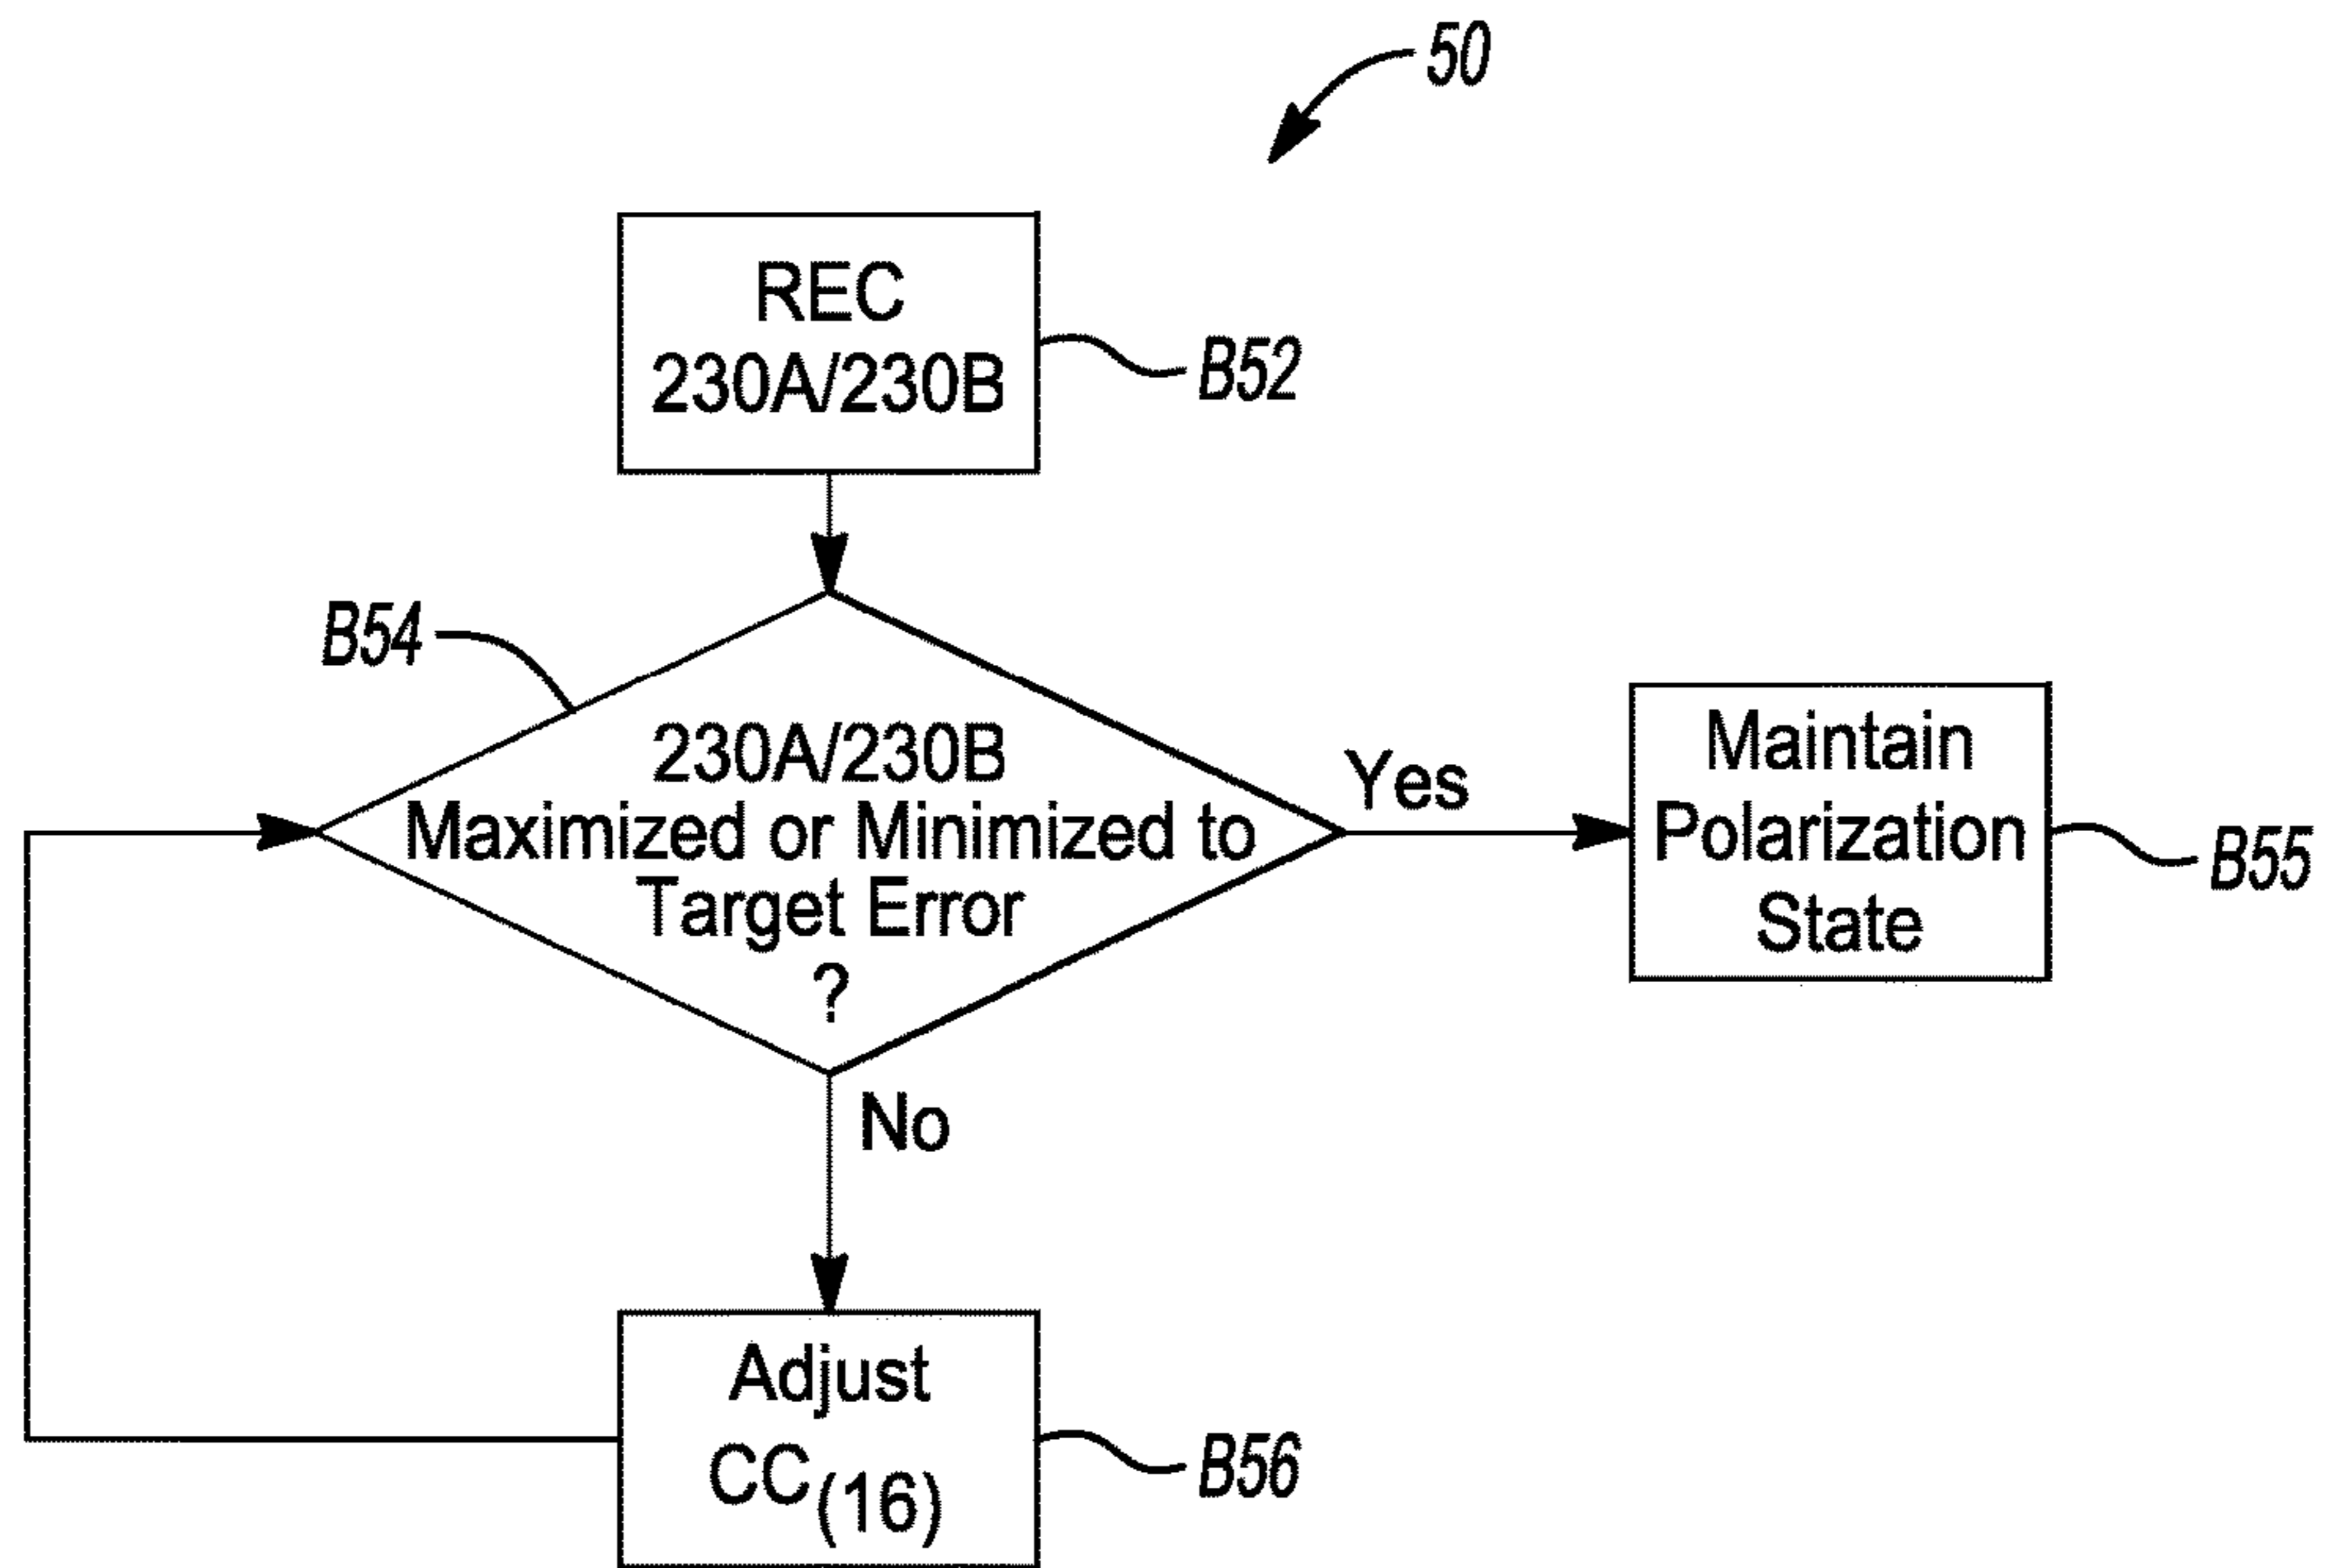 50
REC
230A/230B
B52
B54
230A/230B
Maximized or Minimized to
Target Error
?
Yes
Maintain
Polarization
State
B55
No
Adjust
CC(16)
B56